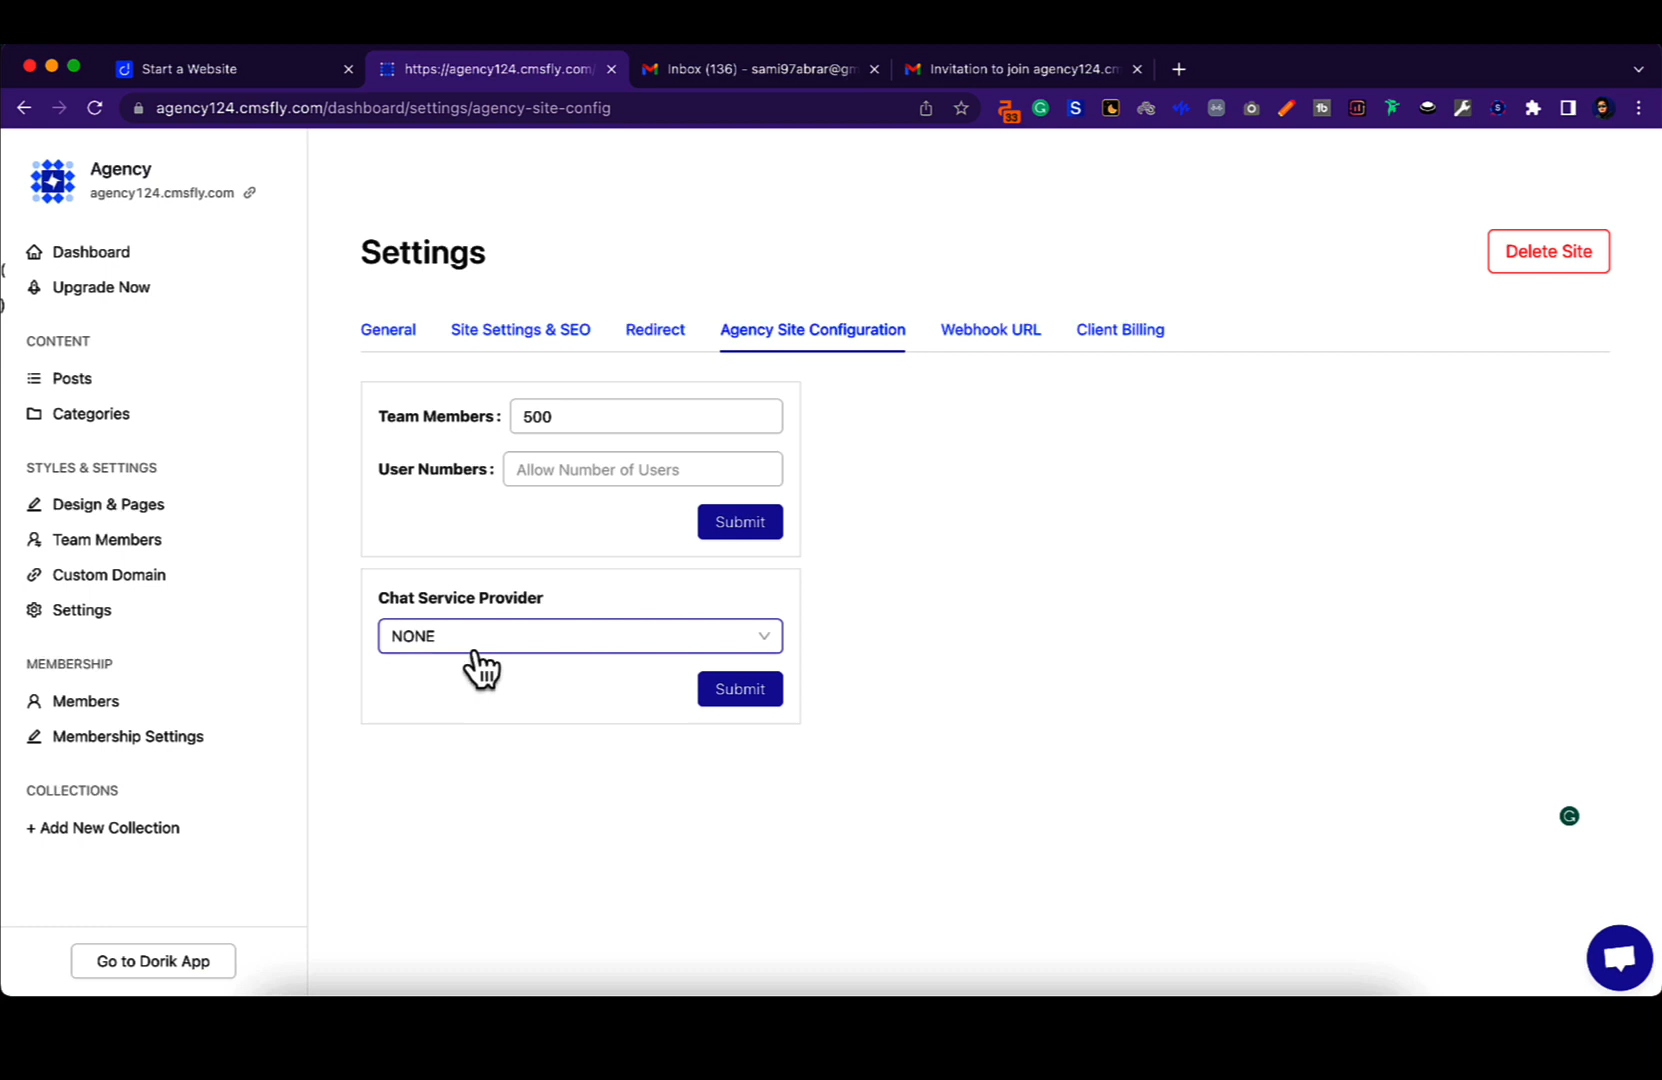 Start a Website
https://agency124.cmsfly.com/
Inbox (136) - sami97abrar@gm
Invitation to join agency124.cm
agency124.cmsfly.com/dashboard/settings/agency-site-config
33
S
tb
Agency
agency124.cmsfly.com
Dashboard
Upgrade Now
CONTENT
Posts
Categories
STYLES & SETTINGS
Design & Pages
Team Members
Custom Domain
Settings
MEMBERSHIP
Members
Membership Settings
COLLECTIONS
+ Add New Collection
Go to Dorik App
Settings
Delete Site
General
Site Settings & SEO
Redirect
Agency Site Configuration
Webhook URL
Client Billing
Team Members :
500
User Numbers :
Allow Number of Users
Submit
Chat Service Provider
NONE
Submit